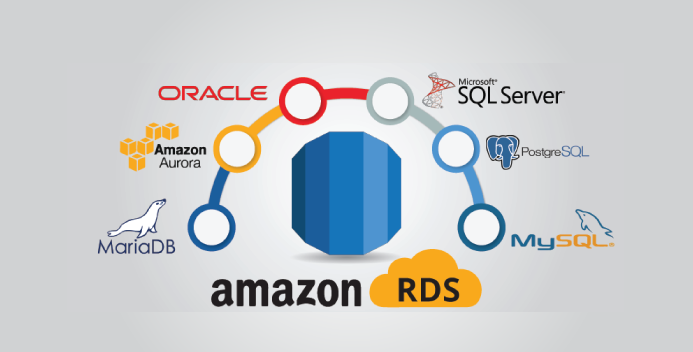 ORACLE
Microsoft®
SQL Server®
Amazon
Aurora
PostgreSQL
MariaDB
MySQL®
amazon RDS